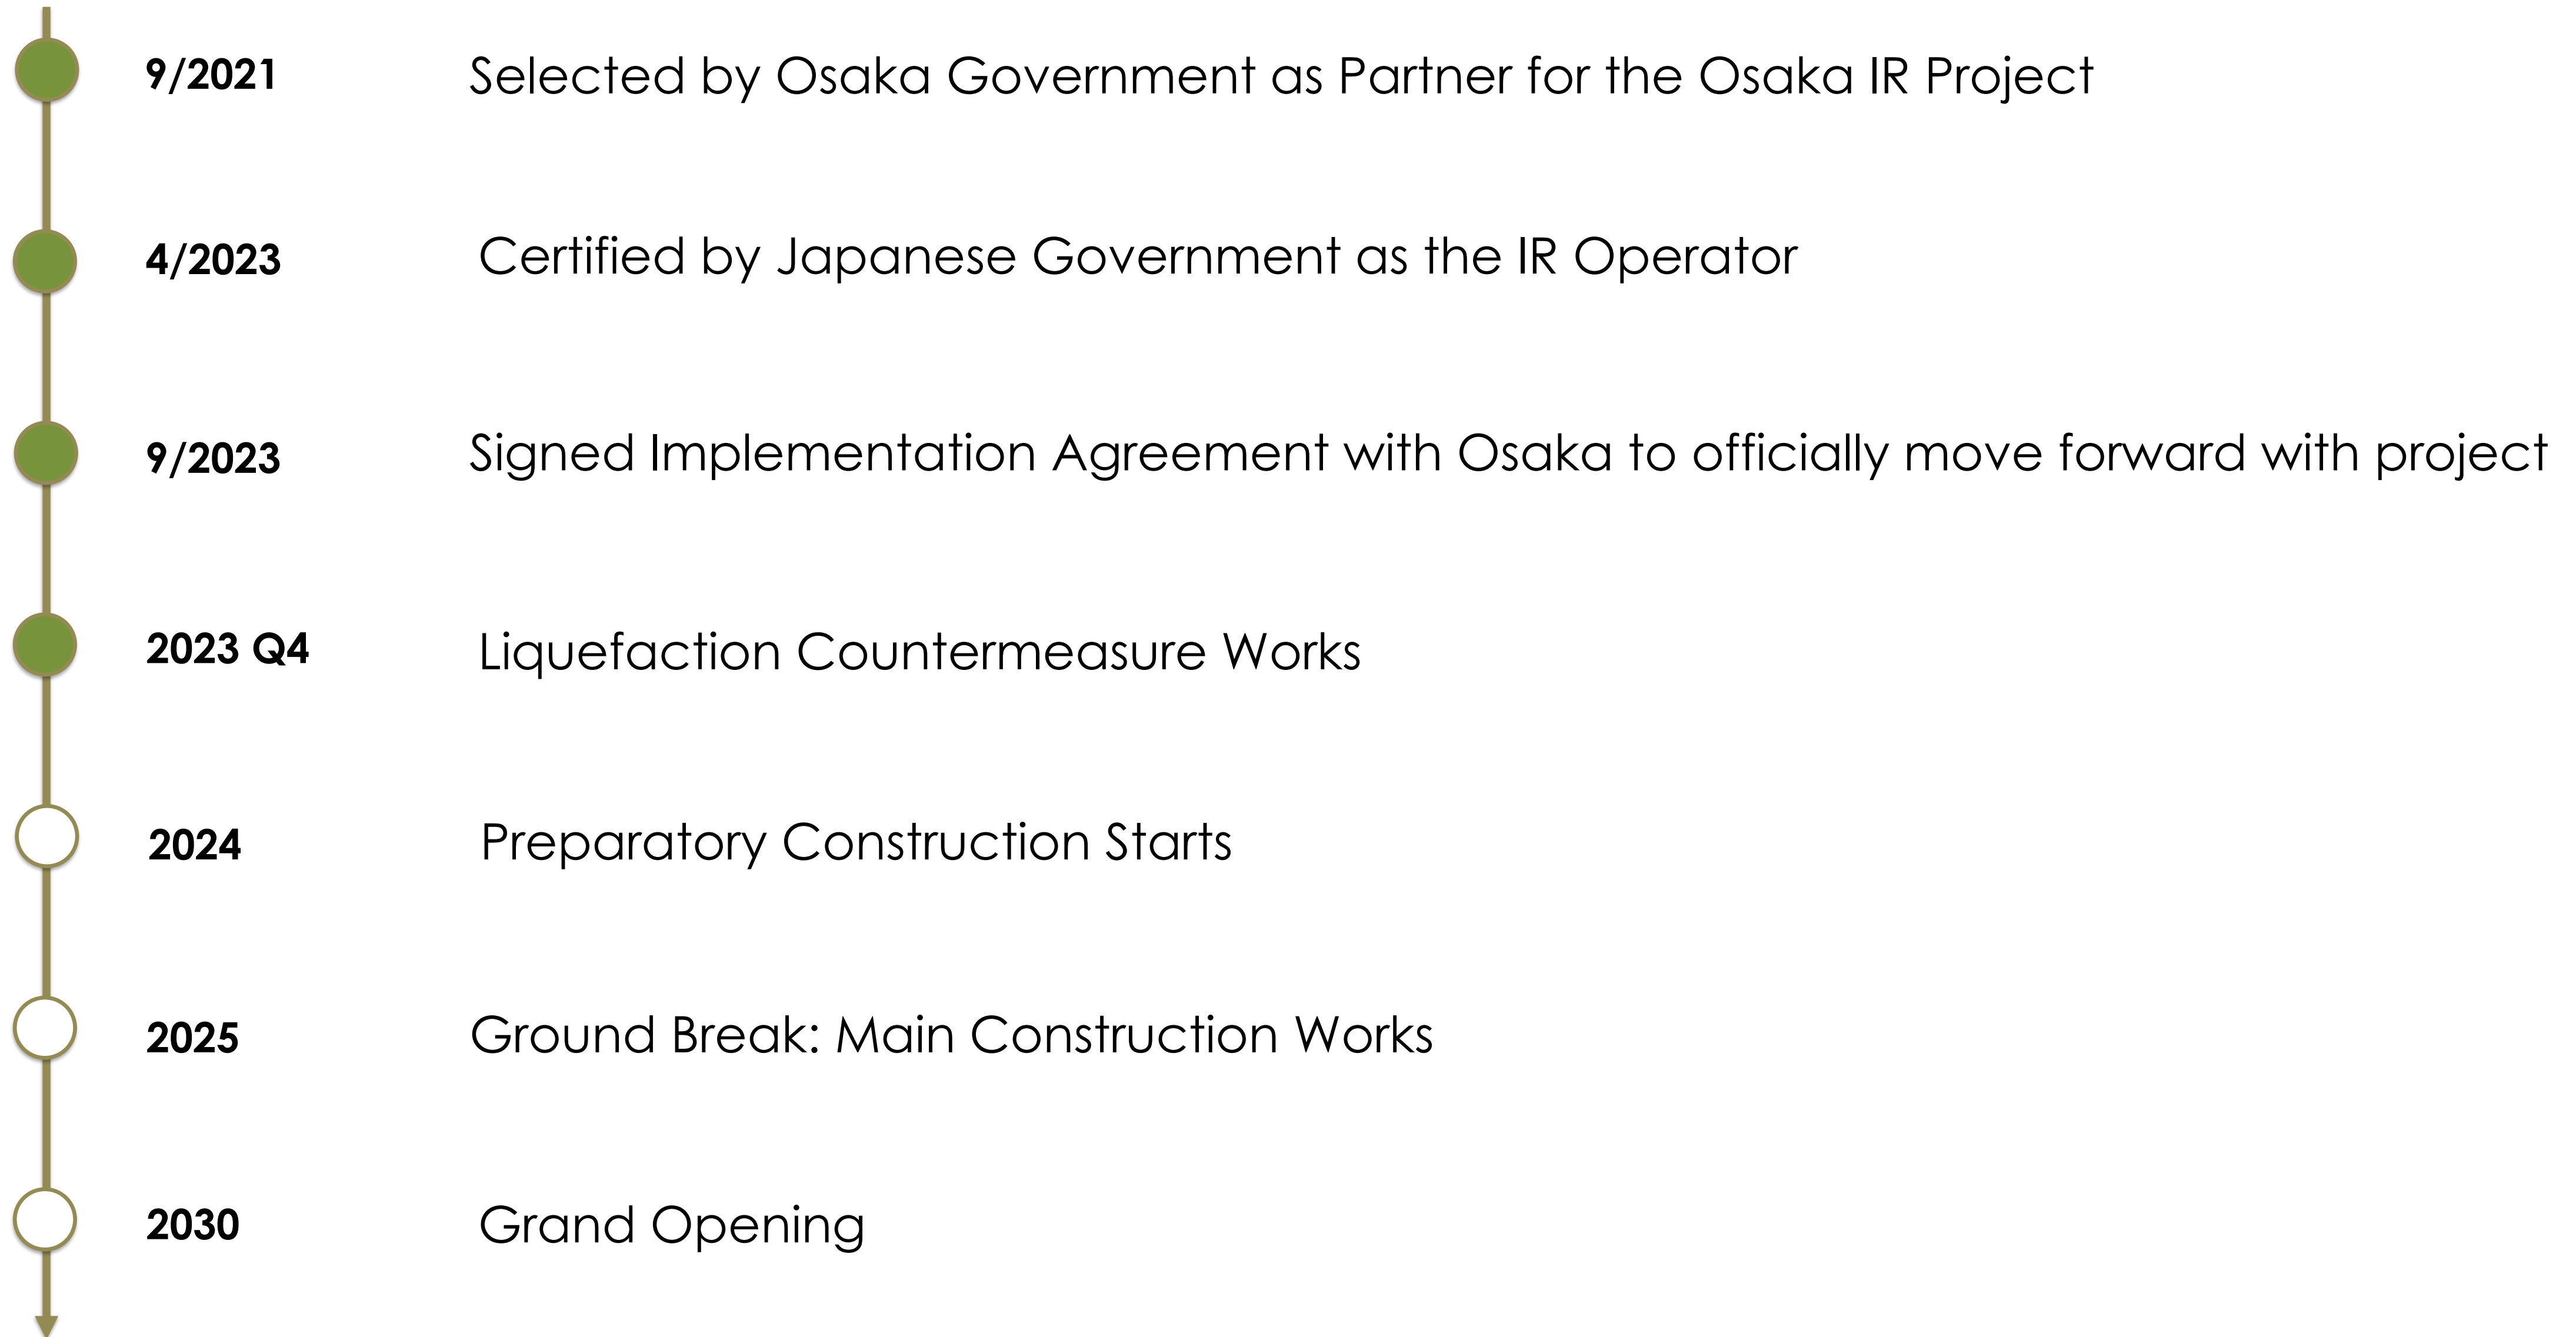 9/2021 Selected by Osaka Government as Partner for the Osaka IR Project
4/2023 Certified by Japanese Government as the IR Operator
9/2023 Signed Implementation Agreement with Osaka to officially move forward with project
2023 Q4 Liquefaction Countermeasure Works
2024 Preparatory Construction Starts
2025 Ground Break: Main Construction Works
2030 Grand Opening